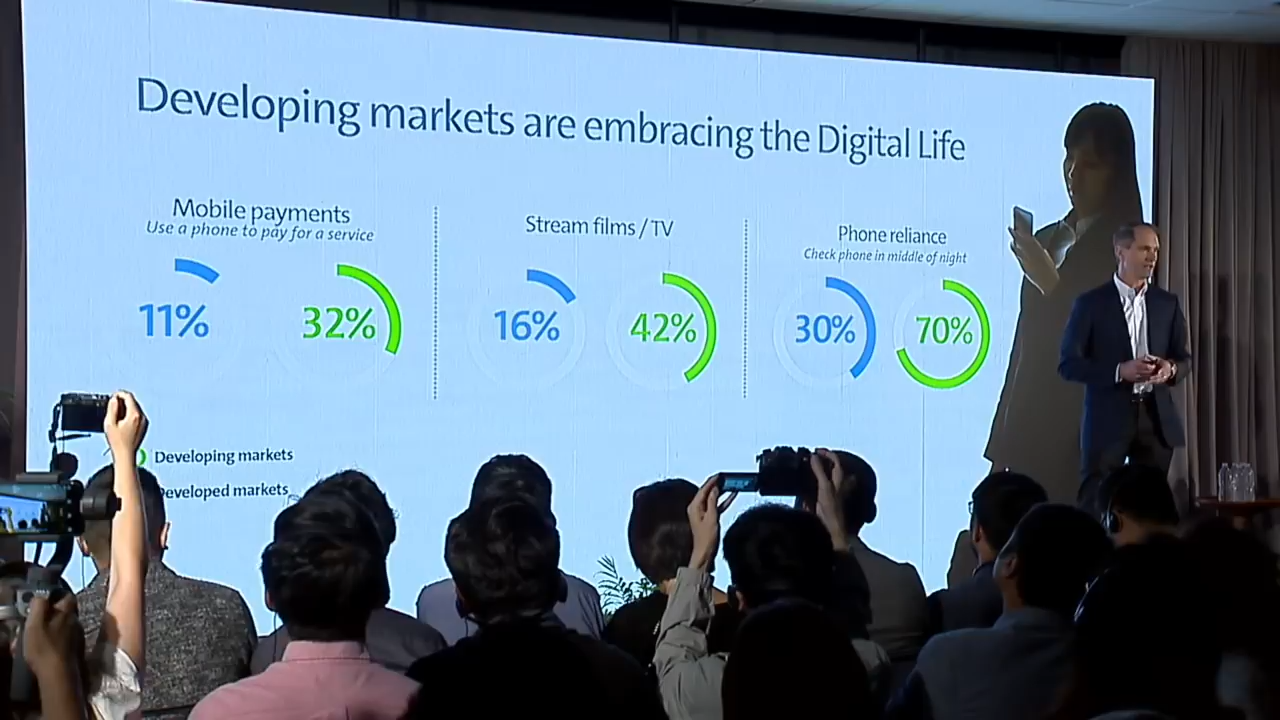 Developing markets are embracing the Digital Life
Mobile payments
Use a phone to pay for a service
11%
32%
Stream films/TV
16%
42%
Phone reliance
Check phone in middle of night
30%
70%
Developing markets
Developed markets